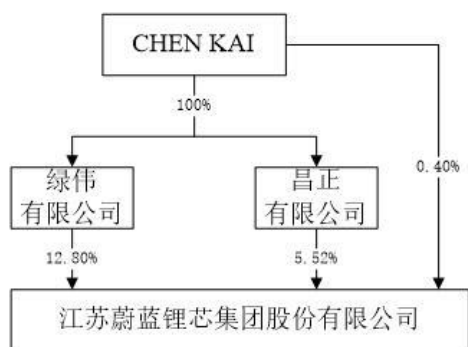 CHEN KAI
100%
0.40%
绿伟
有限公司
昌正
有限公司
12.80%
5.52%
江苏蔚蓝锂芯集团股份有限公司